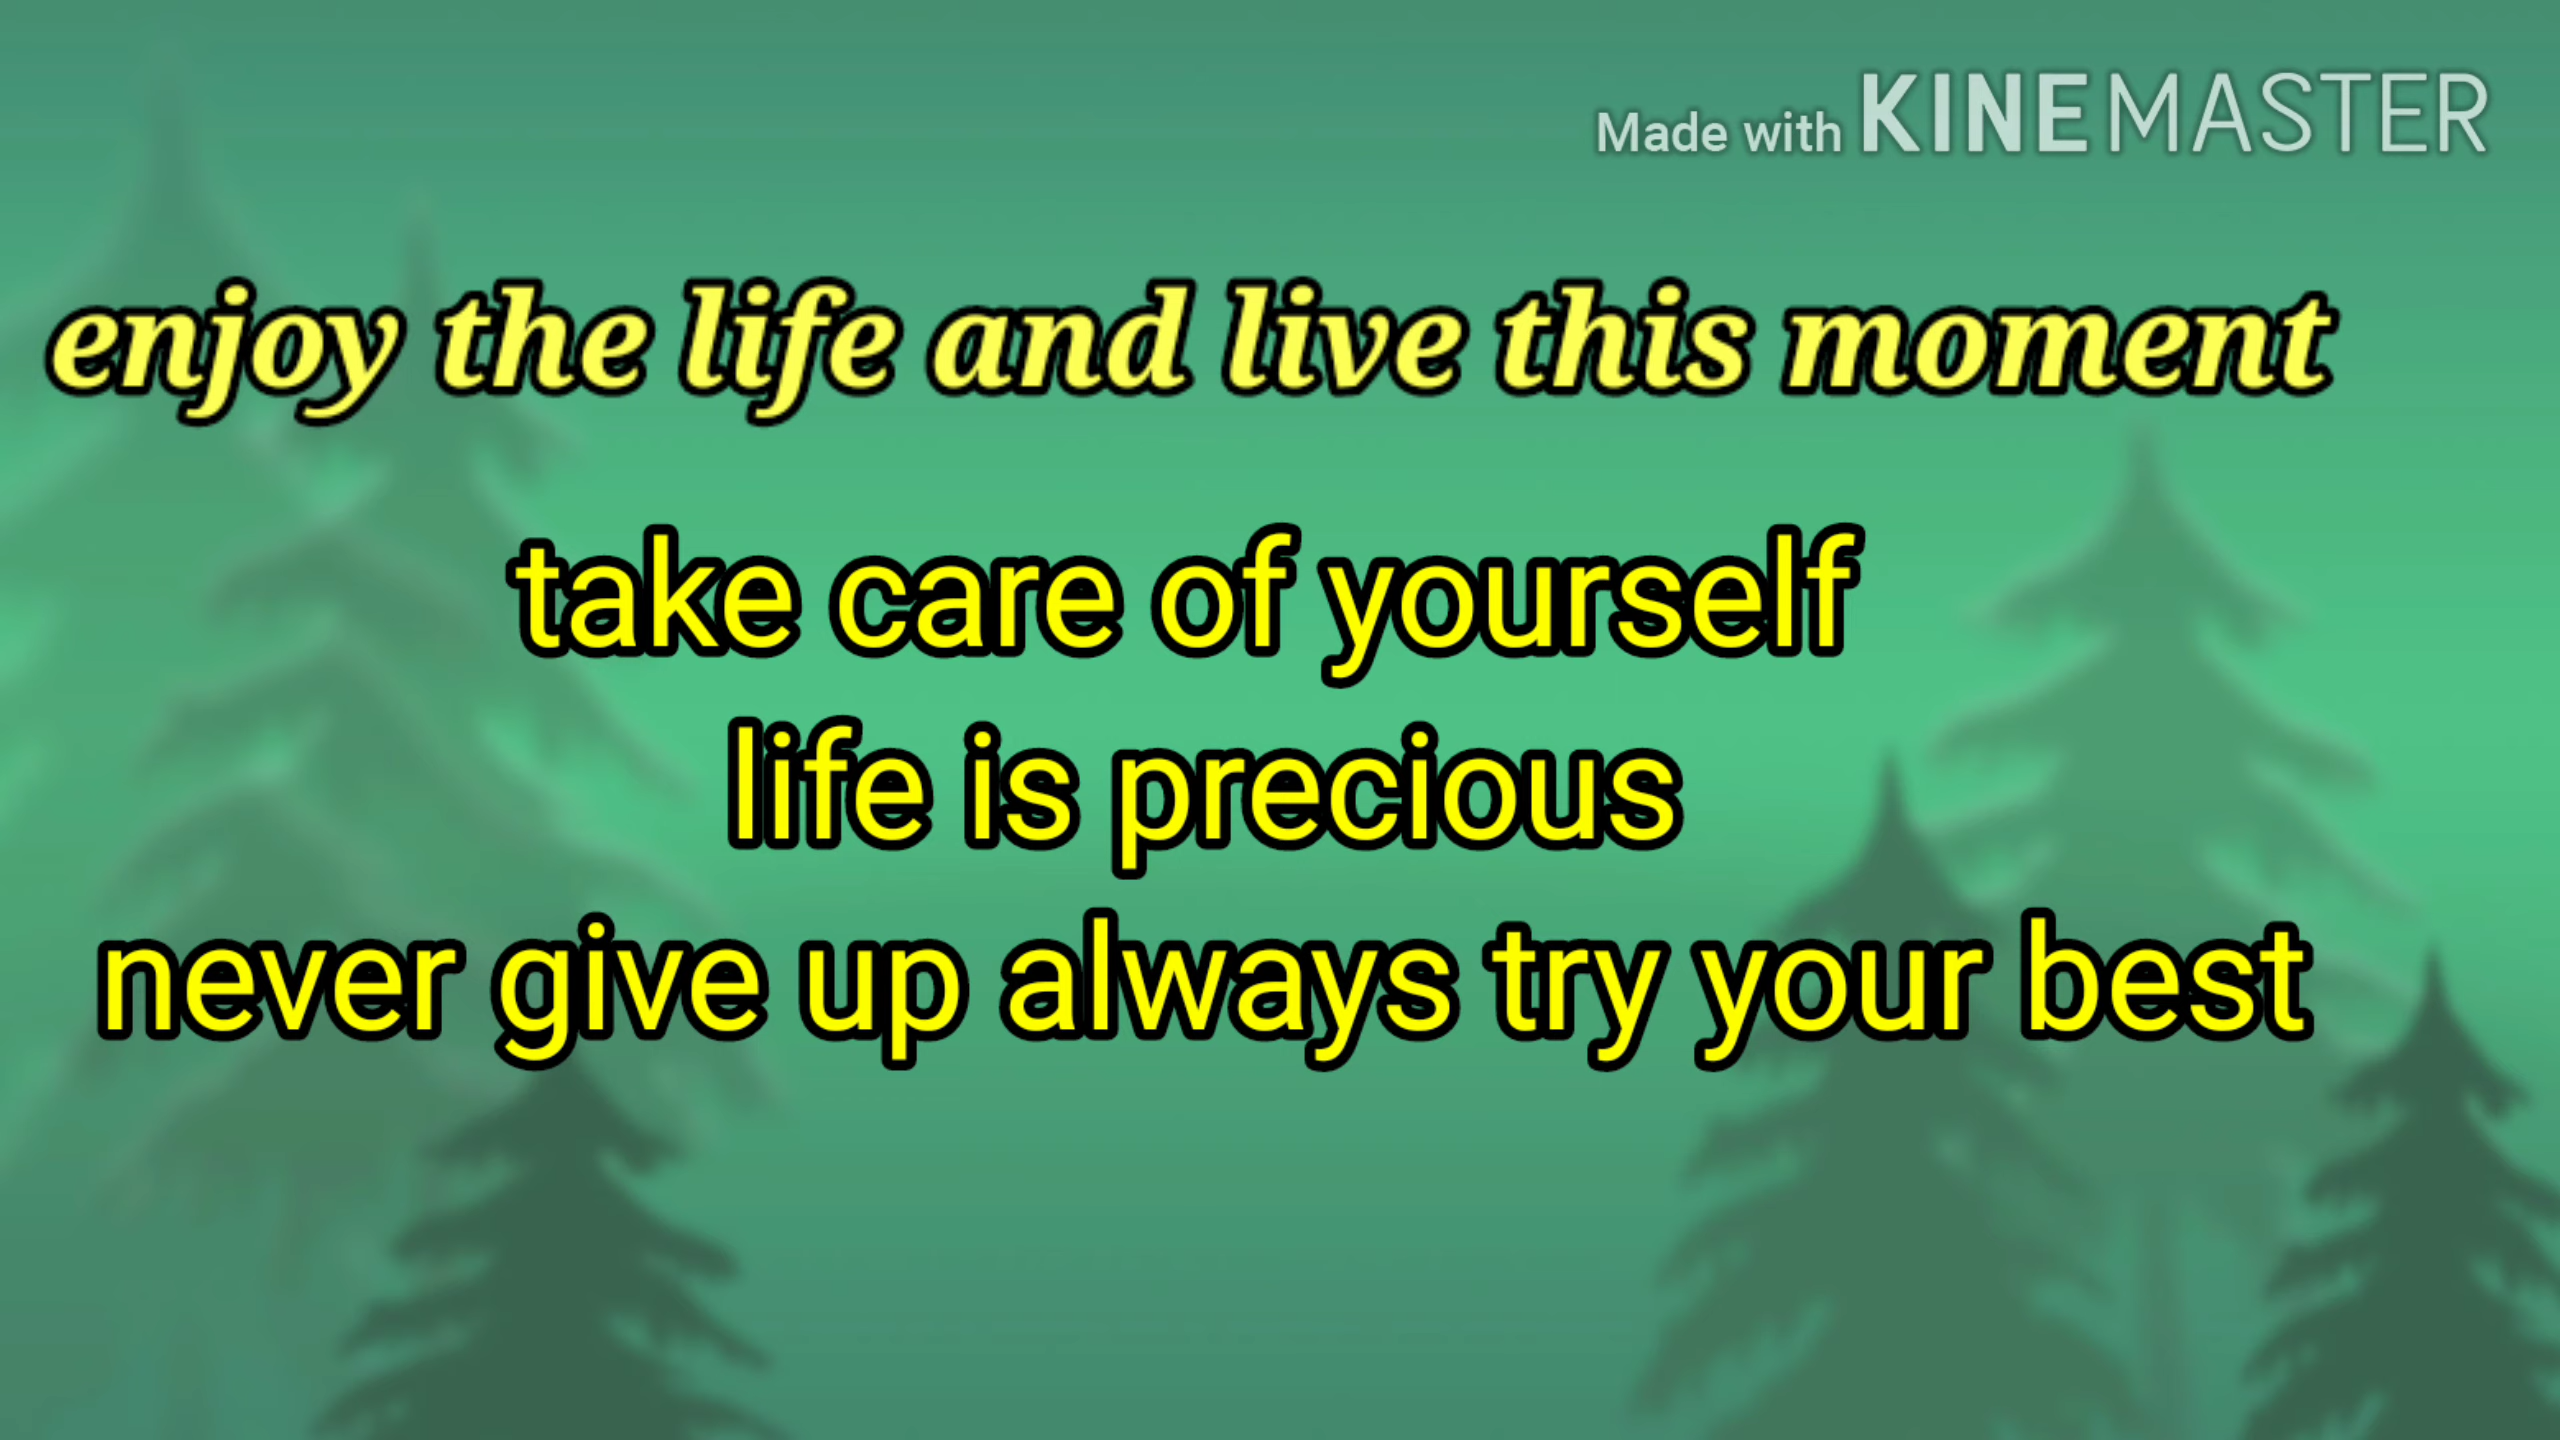 Made with KINEMASTER
enjoy the life and live this moment
take care of yourself
life is precious
never give up always try your best